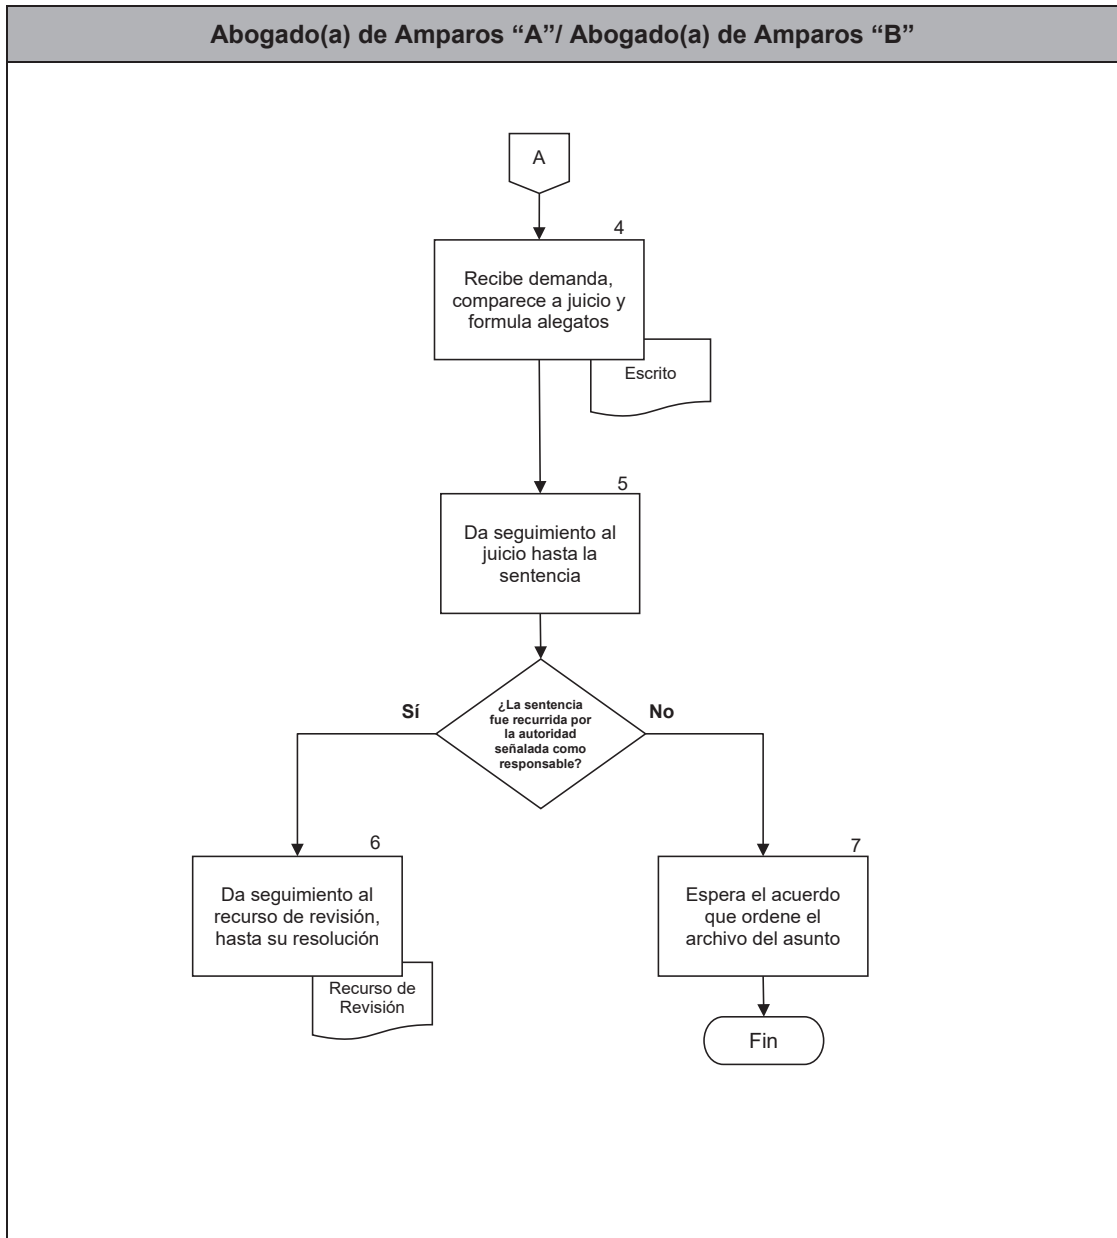 Abogado(a) de Amparos “A”/ Abogado(a) de Amparos “B”
A
4
Recibe demanda,
comparece a juicio y
formula alegatos
Escrito
5
Da seguimiento al
juicio hasta la
sentencia
¿La sentencia
fue recurrida por
la autoridad
señalada como
responsable?
Sí
No
6
Da seguimiento al
recurso de revisión,
hasta su resolución
Recurso de
Revisión
7
Espera el acuerdo
que ordene el
archivo del asunto
Fin